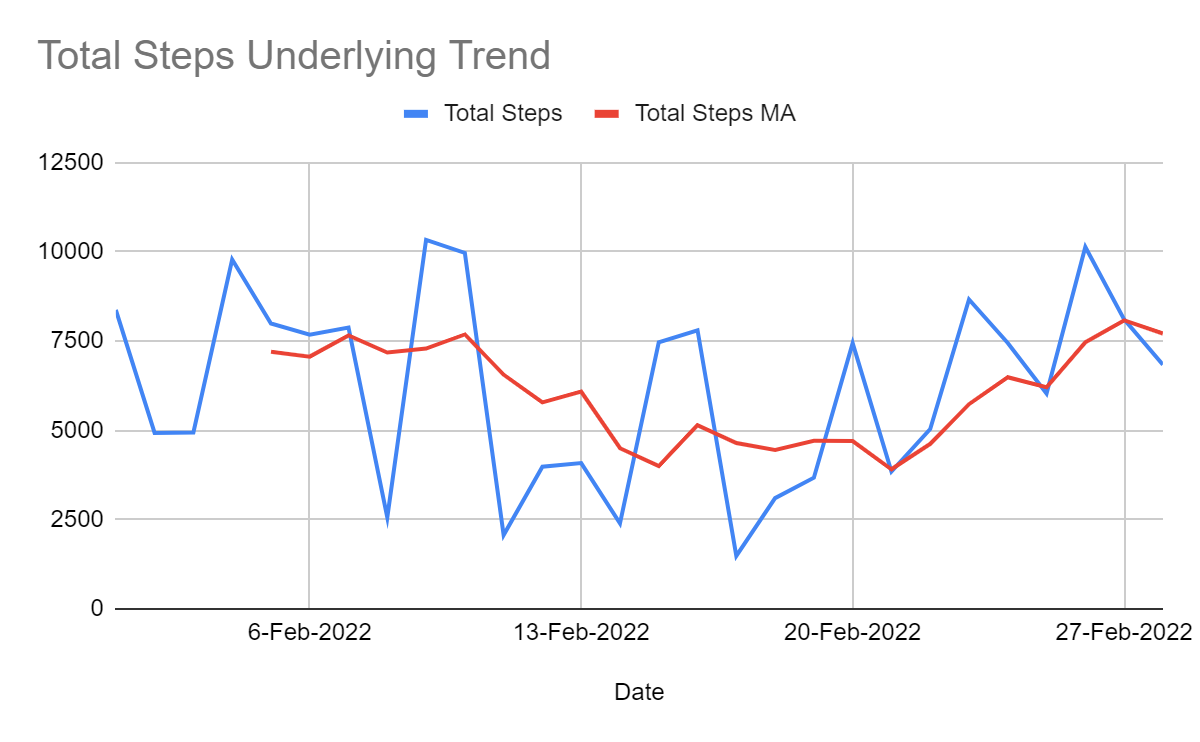 Total Steps Underlying Trend
Total Steps Total Steps MA
12500
10000
7500
5000
2500
0
6-Feb-2022 13-Feb-2022 20-Feb-2022 27-Feb-2022
Date